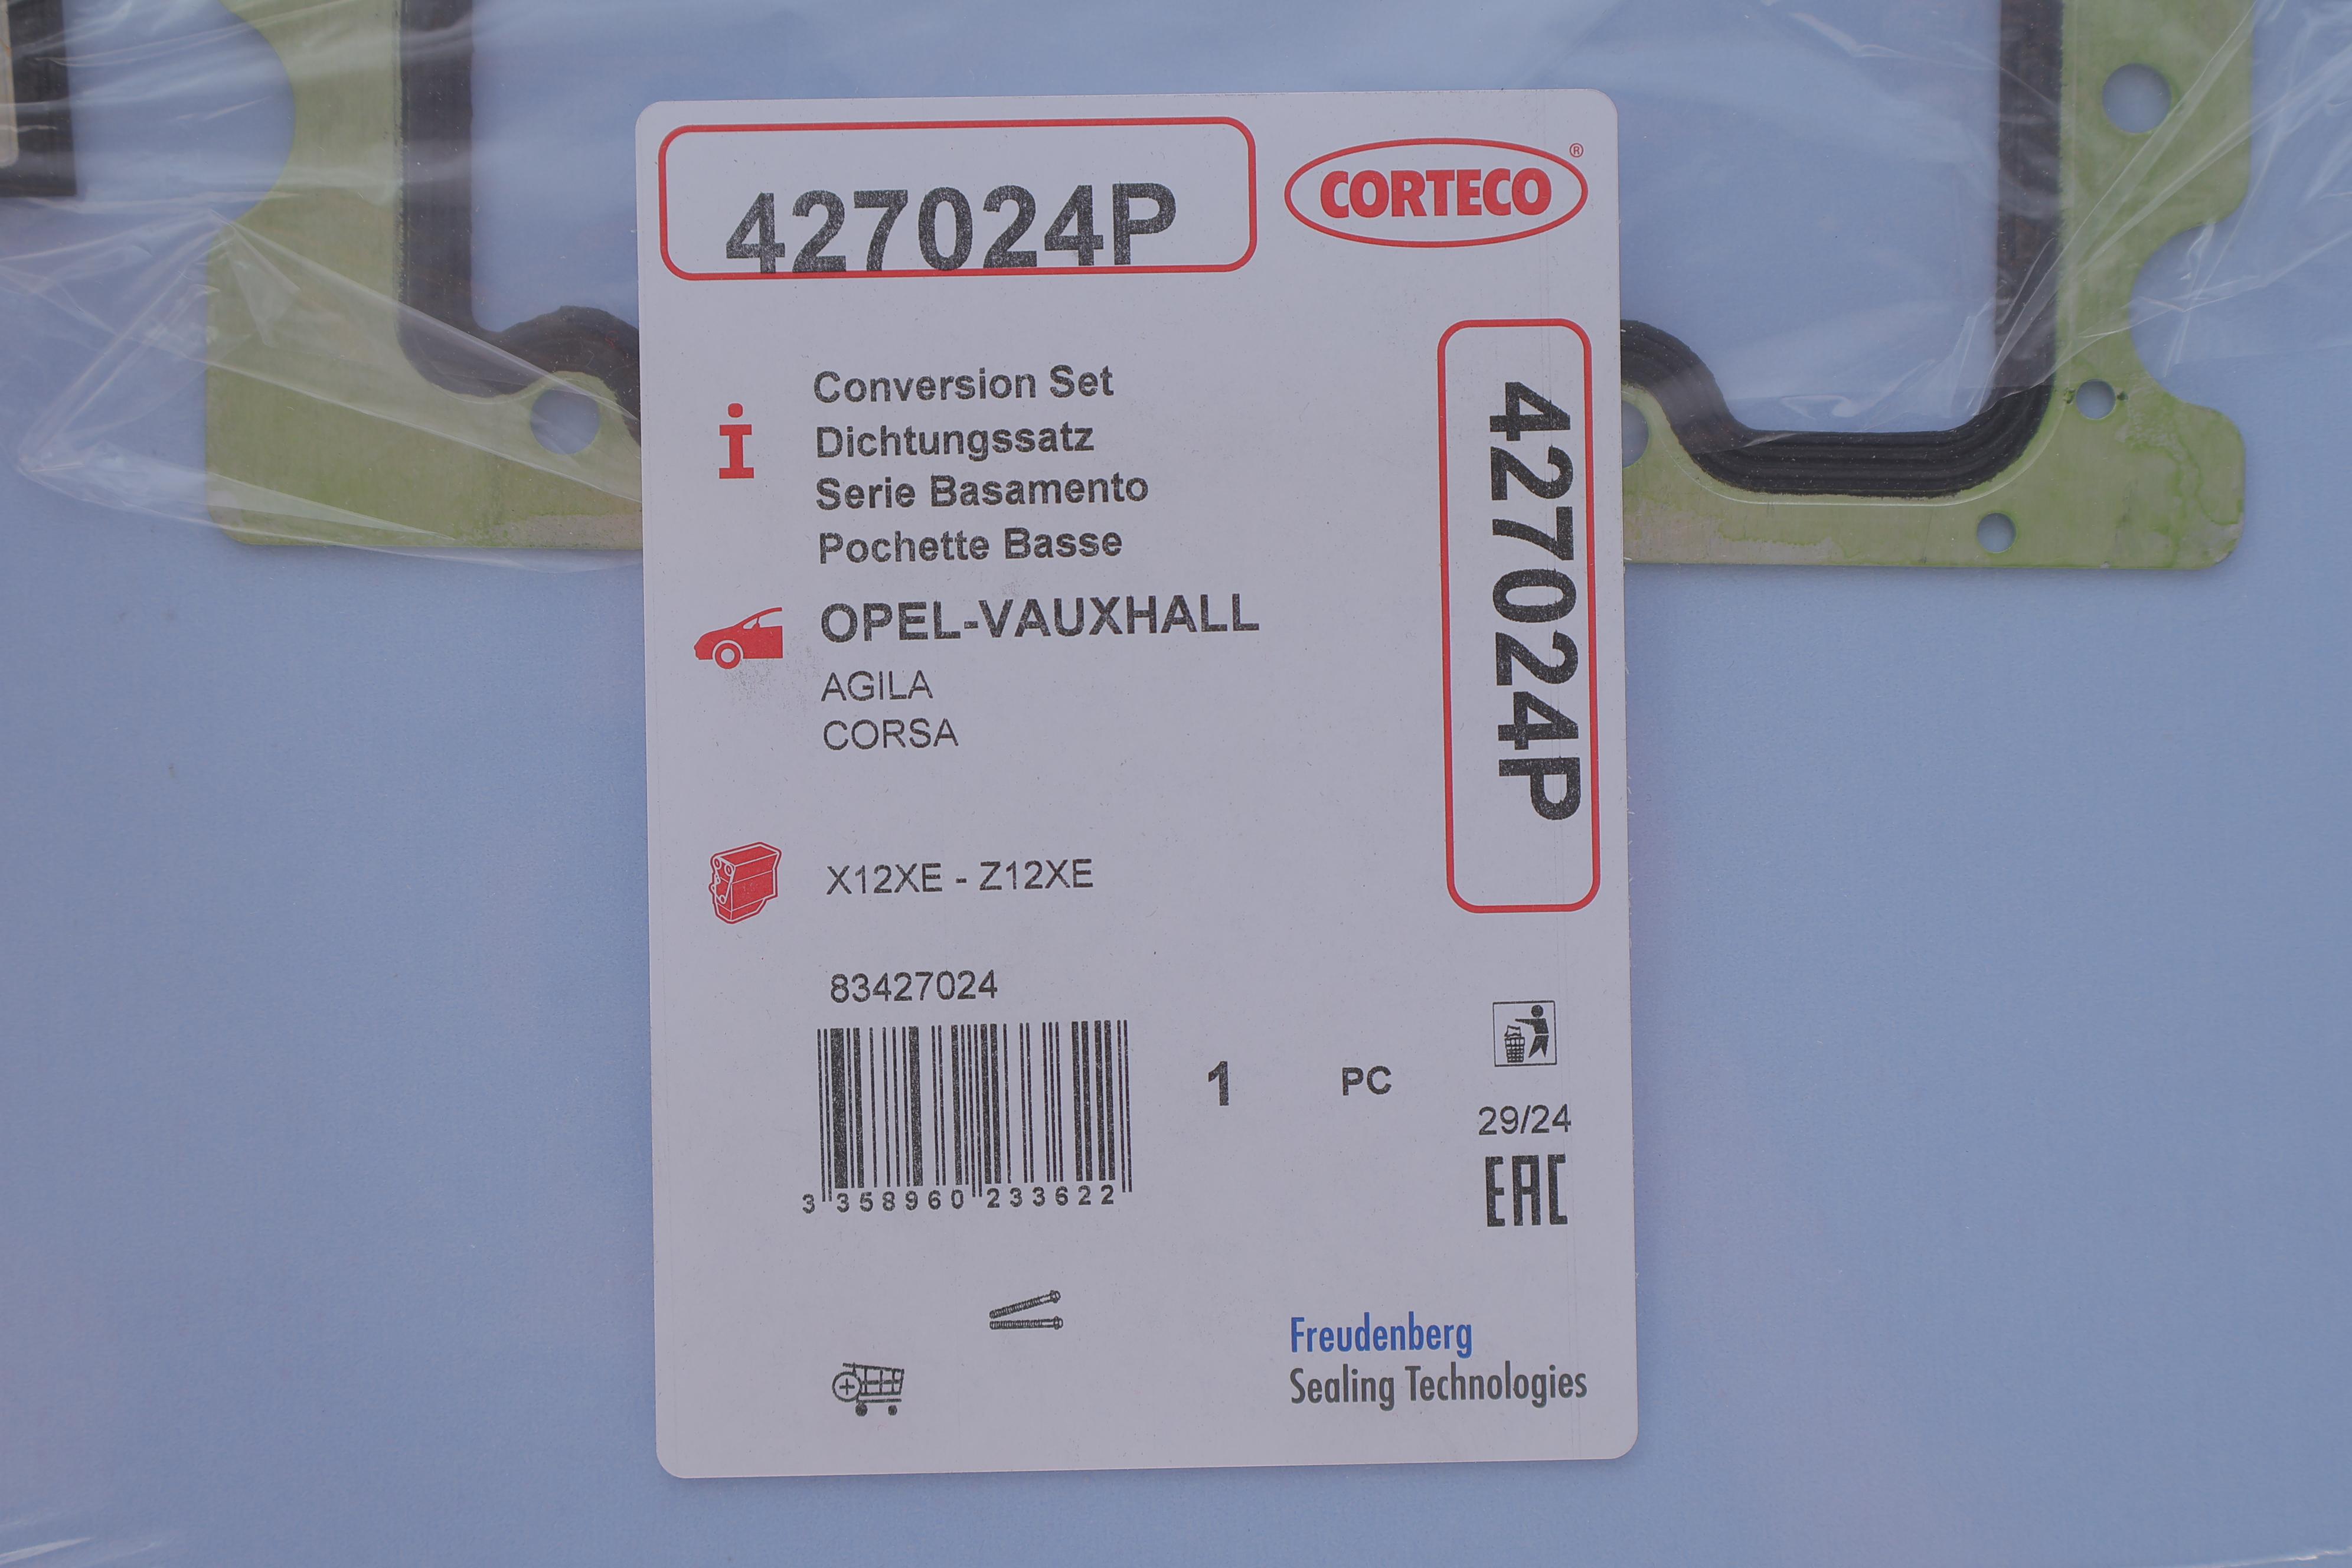 427024P
CORTECO®
Conversion Set
Dichtungssatz
Serie Basamento
Pochette Basse
OPEL-VAUXHALL
AGILA
CORSA
427024P
X12XE - Z12XE
83427024
3 358960 233622
1 PC
29/24
EAC
Freudenberg
Sealing Technologies